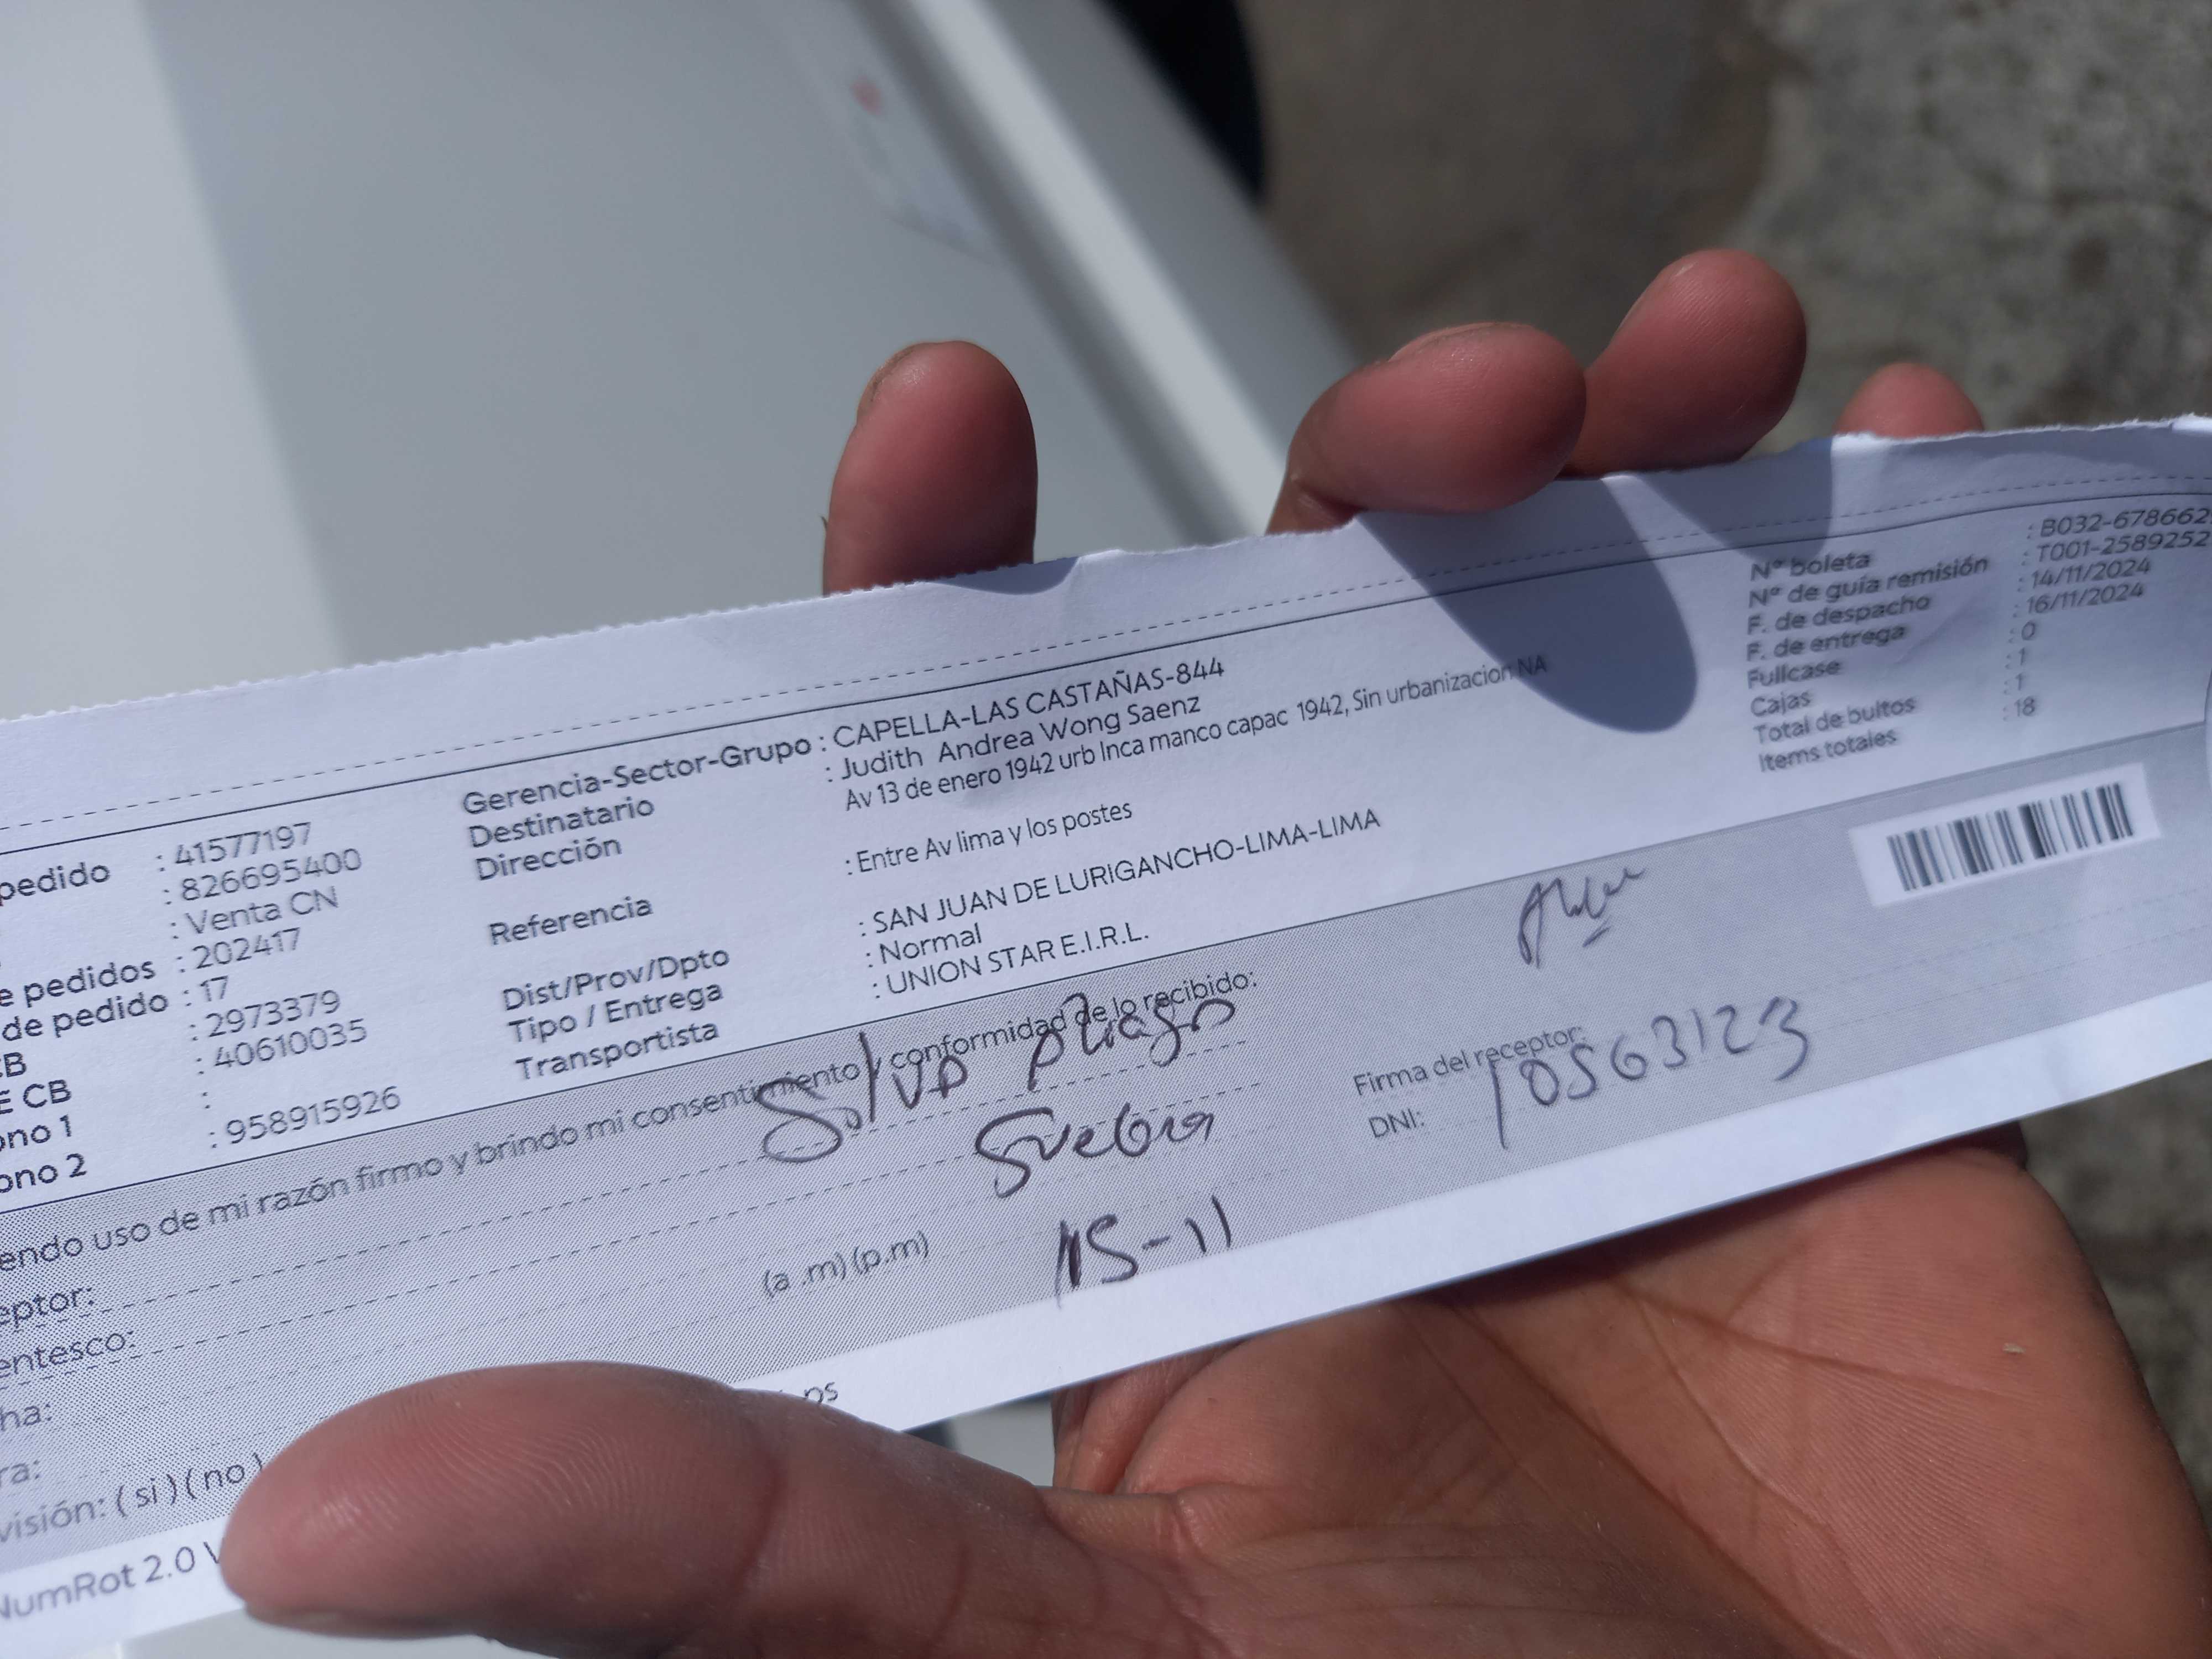 pedido : 41577197
: 826695400
: Venta CN
e pedidos : 202417
de pedido : 17
CB : 2973379
E CB : 40610035
ono 1 :
ono 2 : 958915926
Gerencia-Sector-Grupo : CAPELLA-LAS CASTAÑAS-844
Destinatario : Judith Andrea Wong Saenz
Dirección Av 13 de enero 1942 urb Inca manco capac 1942, Sin urbanizacion NA
Referencia : Entre Av lima y los postes
Dist/Prov/Dpto : SAN JUAN DE LURIGANCHO-LIMA-LIMA
Tipo / Entrega : Normal
Transportista : UNION STAR E.I.R.L.
N° boleta : B032-678662
N° de guía remisión : T001-2589252
F. de despacho : 14/11/2024
F. de entrega : 16/11/2024
Fullcase : 0
Cajas : 1
Total de bultos : 1
Items totales : 18
endo uso de mi razón firmo y brindo mi consentimiento y conformidad de lo recibido:
eptor:
entesco: Suegra
ha: 15-11
ra: (a .m) (p.m)
visión: ( si ) ( no )
Firma del receptor:
DNI: 10563123
NumRot 2.0